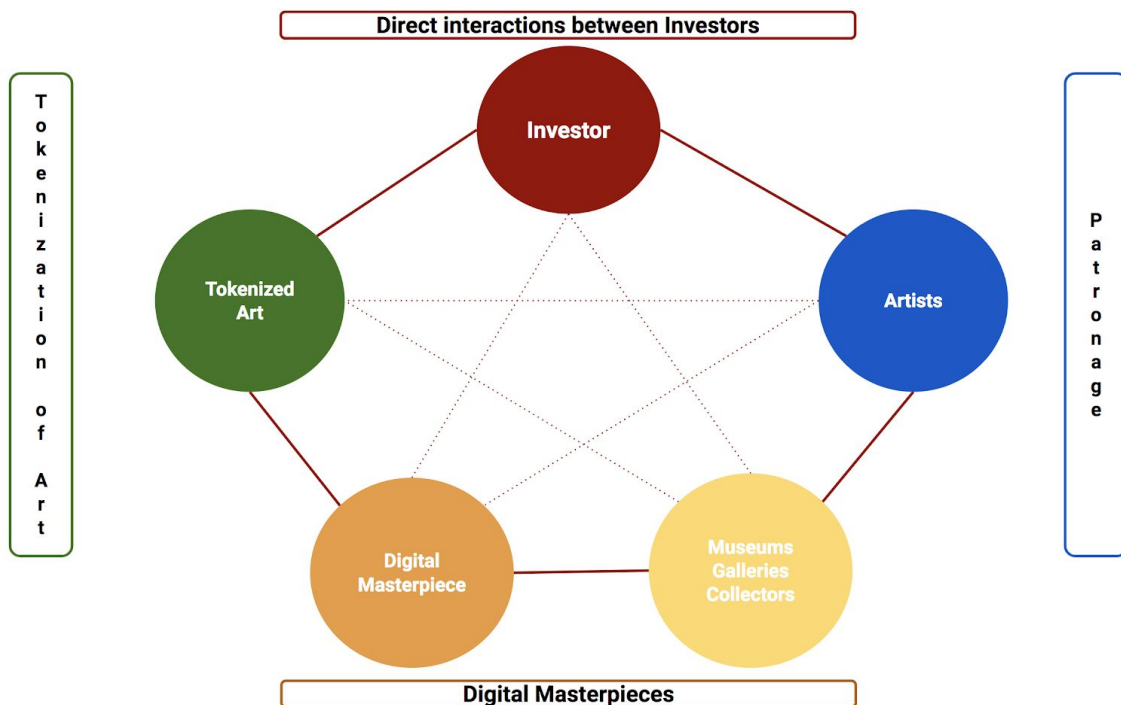 Direct interactions between Investors
Tokenization of Art
Patronage
Investor
Tokenized
Art
Artists
Digital
Masterpiece
Museums
Galleries
Collectors
Digital Masterpieces